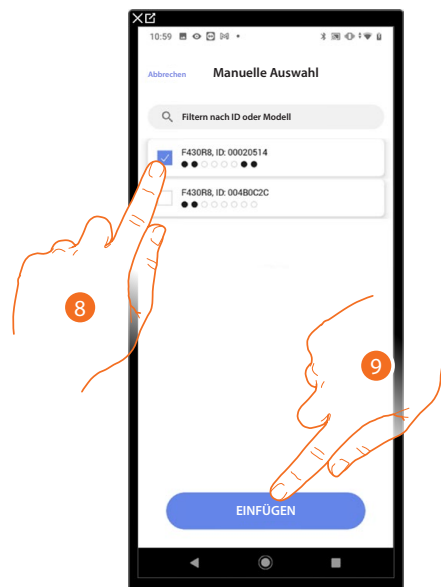 10:59
Abbrechen Manuelle Auswahl
Filtern nach ID oder Modell
F430R8, ID: 00020514
F430R8, ID: 004B0C2C
8
9
EINFÜGEN